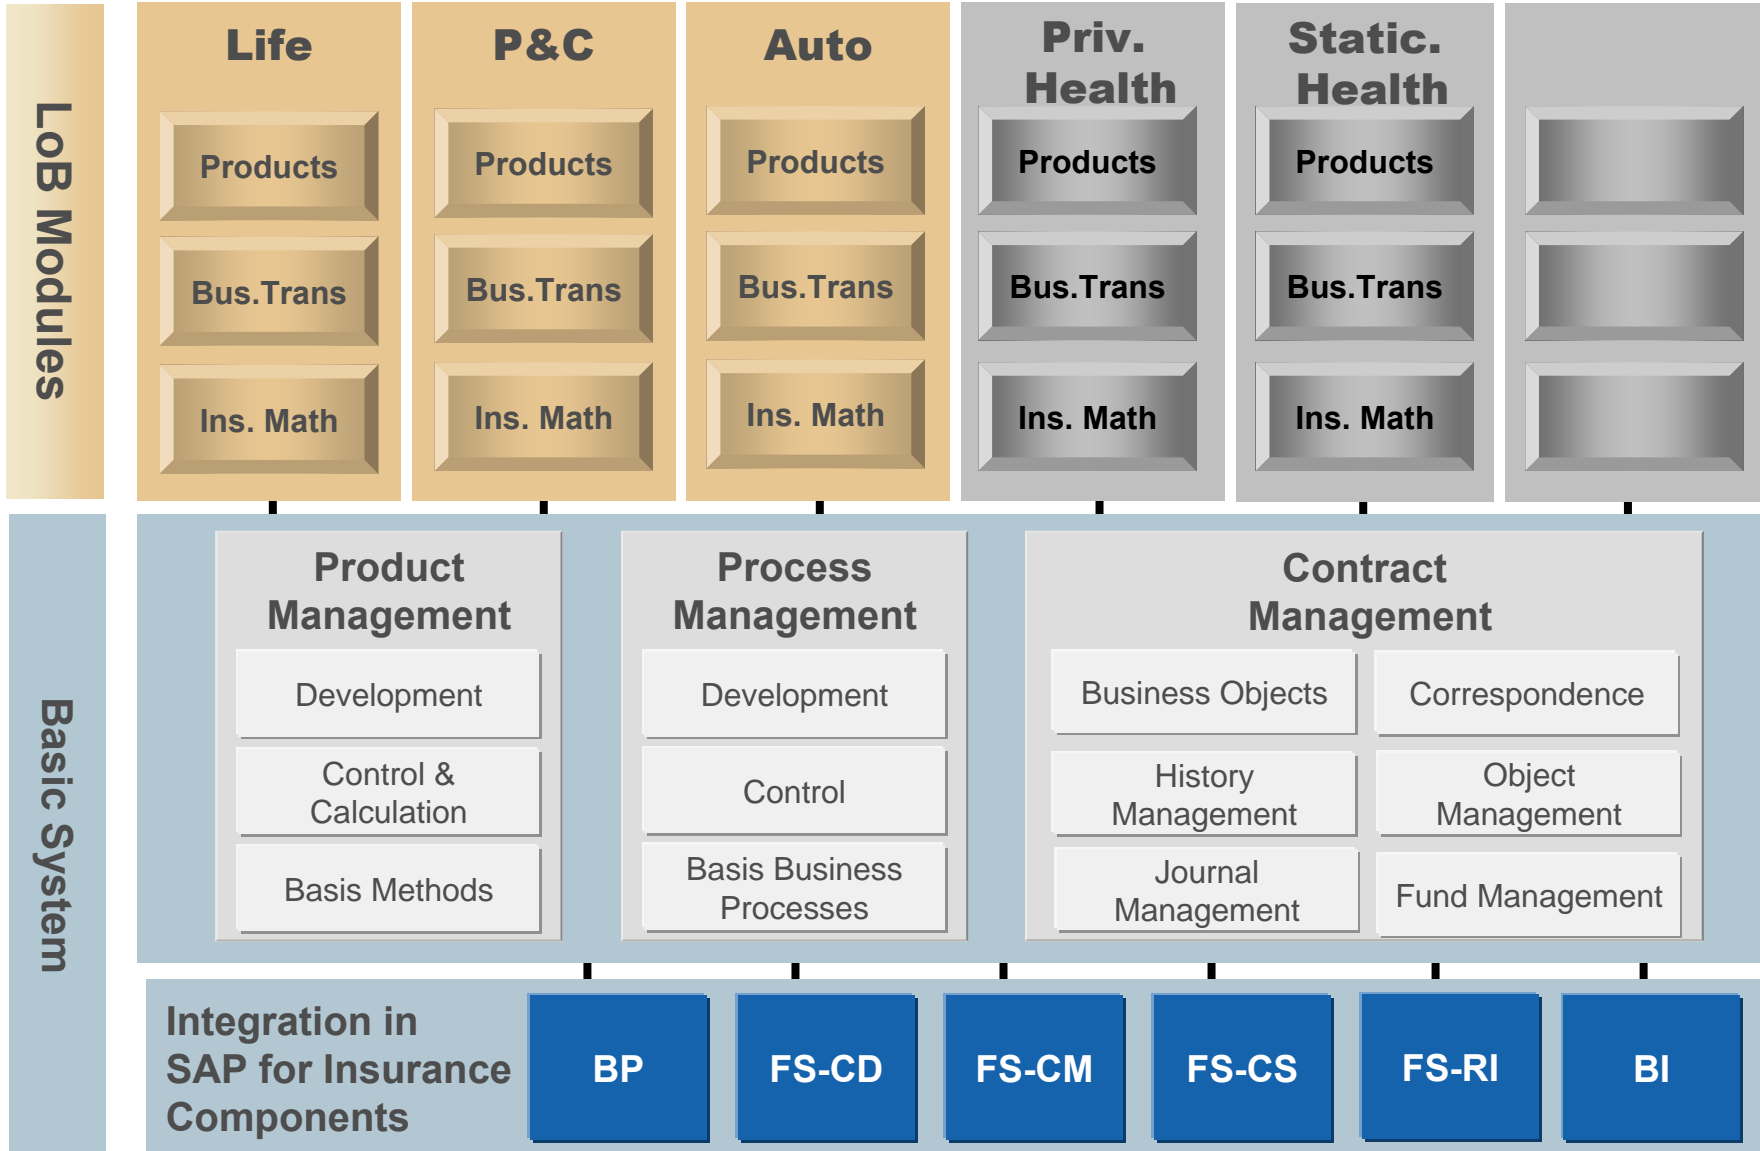 LoB Modules
Life
Products
Bus.Trans
Ins. Math
P&C
Products
Bus.Trans
Ins. Math
Auto
Products
Bus.Trans
Ins. Math
Priv.
Health
Products
Bus.Trans
Ins. Math
Static.
Health
Products
Bus.Trans
Ins. Math
Basic System
Product
Management
Development
Control &
Calculation
Basis Methods
Process
Management
Development
Control
Basis Business
Processes
Contract
Management
Business Objects
Correspondence
History
Management
Object
Management
Journal
Management
Fund Management
Integration in
SAP for Insurance
Components
BP
FS-CD
FS-CM
FS-CS
FS-RI
BI